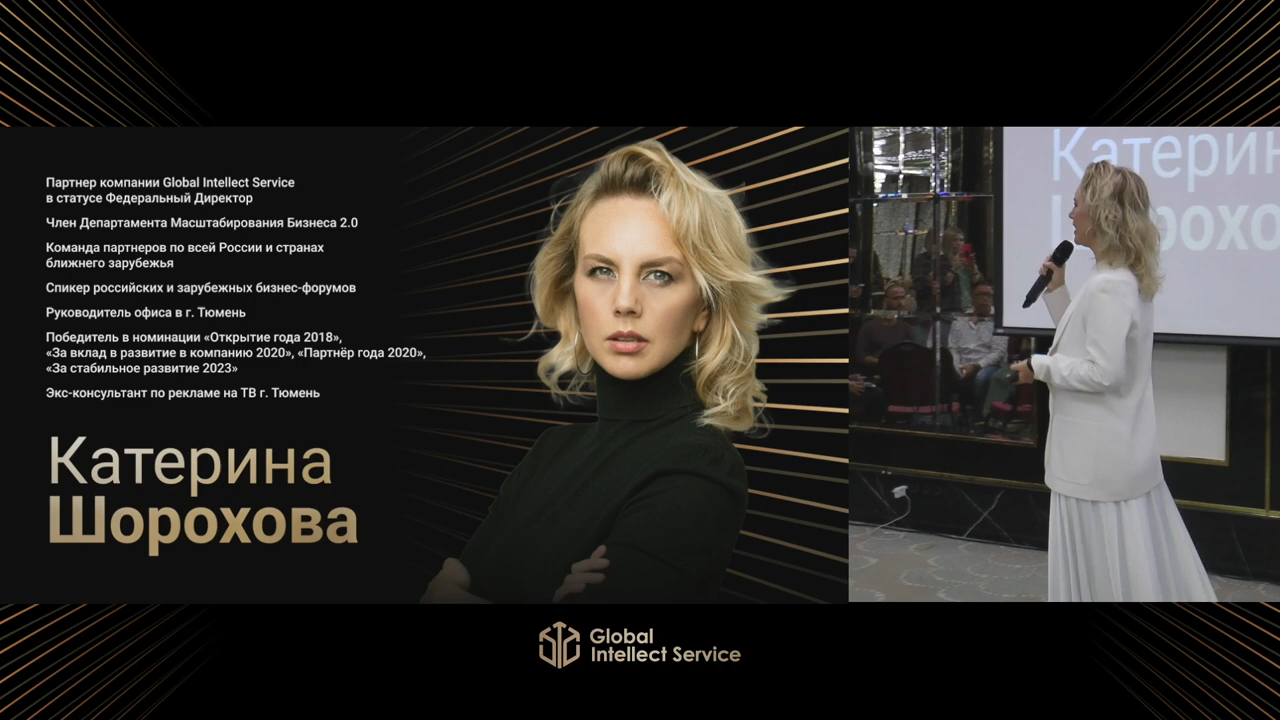 Партнер компании Global Intellect Service
в статусе Федеральный Директор
Член Департамента Масштабирования Бизнеса 2.0
Команда партнеров по всей России и странах
ближнего зарубежья
Спикер российских и зарубежных бизнес-форумов
Руководитель офиса в г. Тюмень
Победитель в номинации «Открытие года 2018»,
«За вклад в развитие в компанию 2020», «Партнёр года 2020»,
«За стабильное развитие 2023»
Экс-консультант по рекламе на ТВ г. Тюмень
Катерина
Шорохова
Катерин
Global
Intellect Service